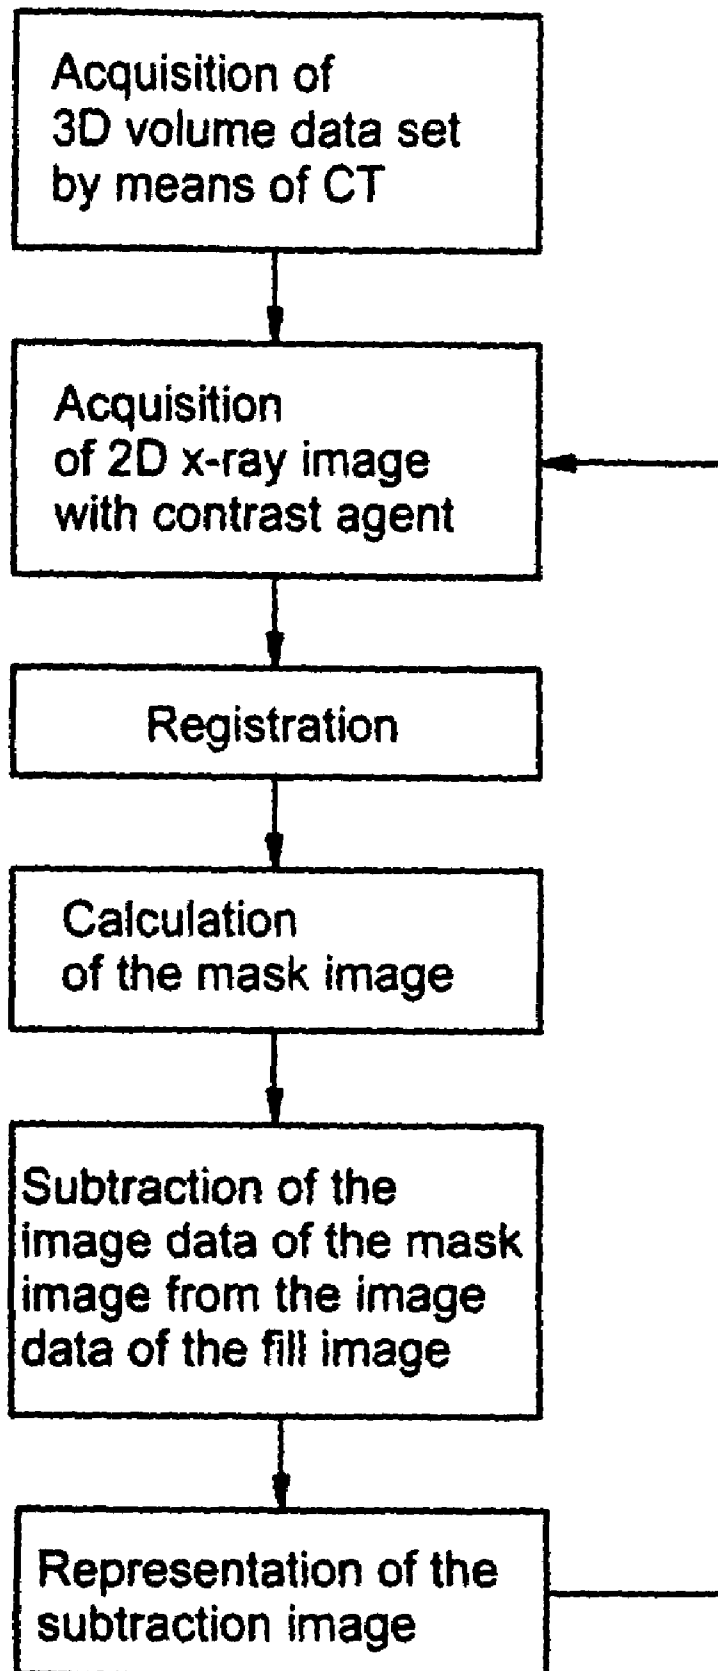 Acquisition of
3D volume data set
by means of CT
Acquisition
of 2D x-ray image
with contrast agent
Registration
Calculation
of the mask image
Subtraction of the
image data of the mask
image from the image
data of the fill image
Representation of the
subtraction image